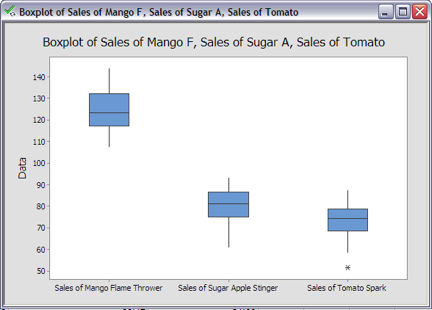 Boxplot of Sales of Mango F, Sales of Sugar A, Sales of Tomato
Boxplot of Sales of Mango F, Sales of Sugar A, Sales of Tomato
140
130
120
110
100
90
80
70
60
50
Data
Sales of Mango Flame Thrower
Sales of Sugar Apple Stinger
Sales of Tomato Spark